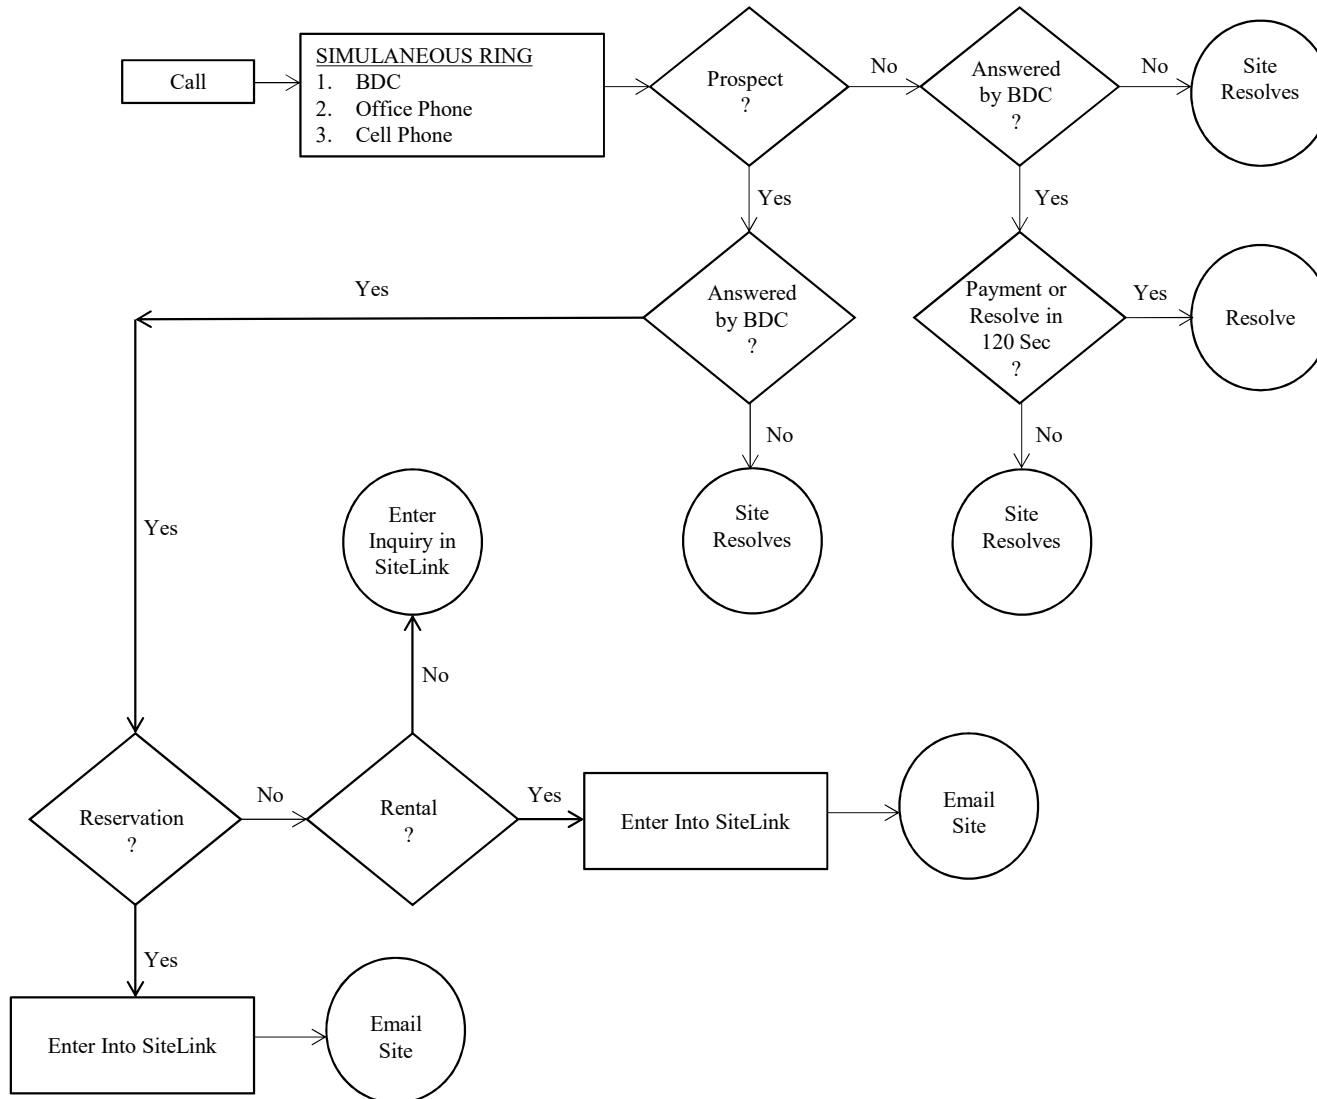 Call
SIMULANEOUS RING
1. BDC
2. Office Phone
3. Cell Phone
Prospect
?
No
Answered
by BDC
?
No
Site
Resolves
Yes
Yes
Yes
Answered
by BDC
?
Payment or
Resolve in
120 Sec
?
Yes
Resolve
No
No
Yes
Enter
Inquiry in
SiteLink
Site
Resolves
Site
Resolves
No
Reservation
?
No
Rental
?
Yes
Enter Into SiteLink
Email
Site
Yes
Enter Into SiteLink
Email
Site